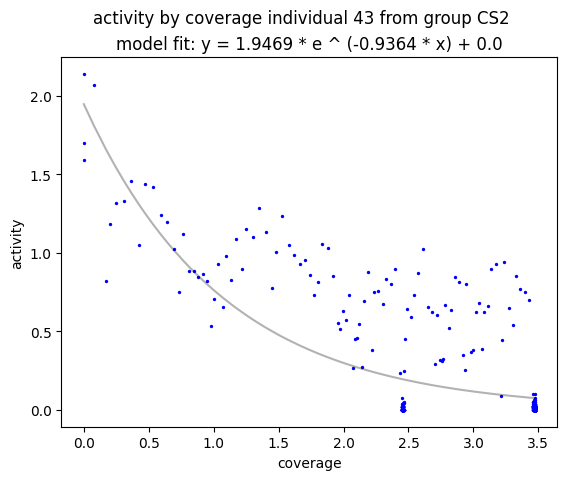 activity by coverage individual 43 from group CS2
model fit: y = 1.9469 * e ^ (-0.9364 * x) + 0.0
2.0
1.5
1.0
0.5
0.0
activity
0.0 0.5 1.0 1.5 2.0 2.5 3.0 3.5
coverage